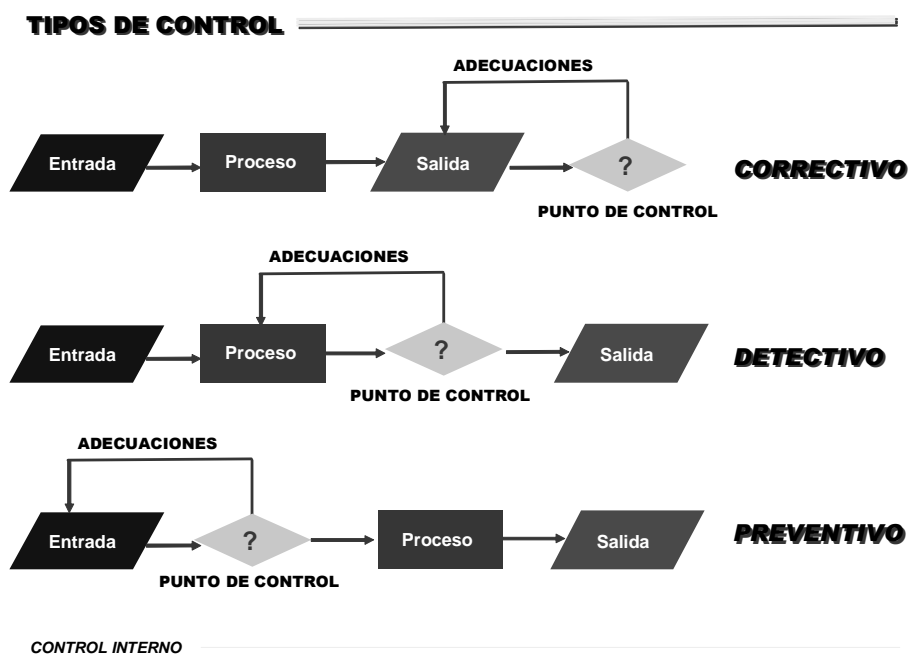 TIPOS DE CONTROL
ADECUACIONES
Entrada
Proceso
Salida
?
CORRECTIVO
PUNTO DE CONTROL
ADECUACIONES
Entrada
Proceso
?
Salida
DETECTIVO
PUNTO DE CONTROL
ADECUACIONES
Entrada
?
Proceso
Salida
PREVENTIVO
PUNTO DE CONTROL
CONTROL INTERNO